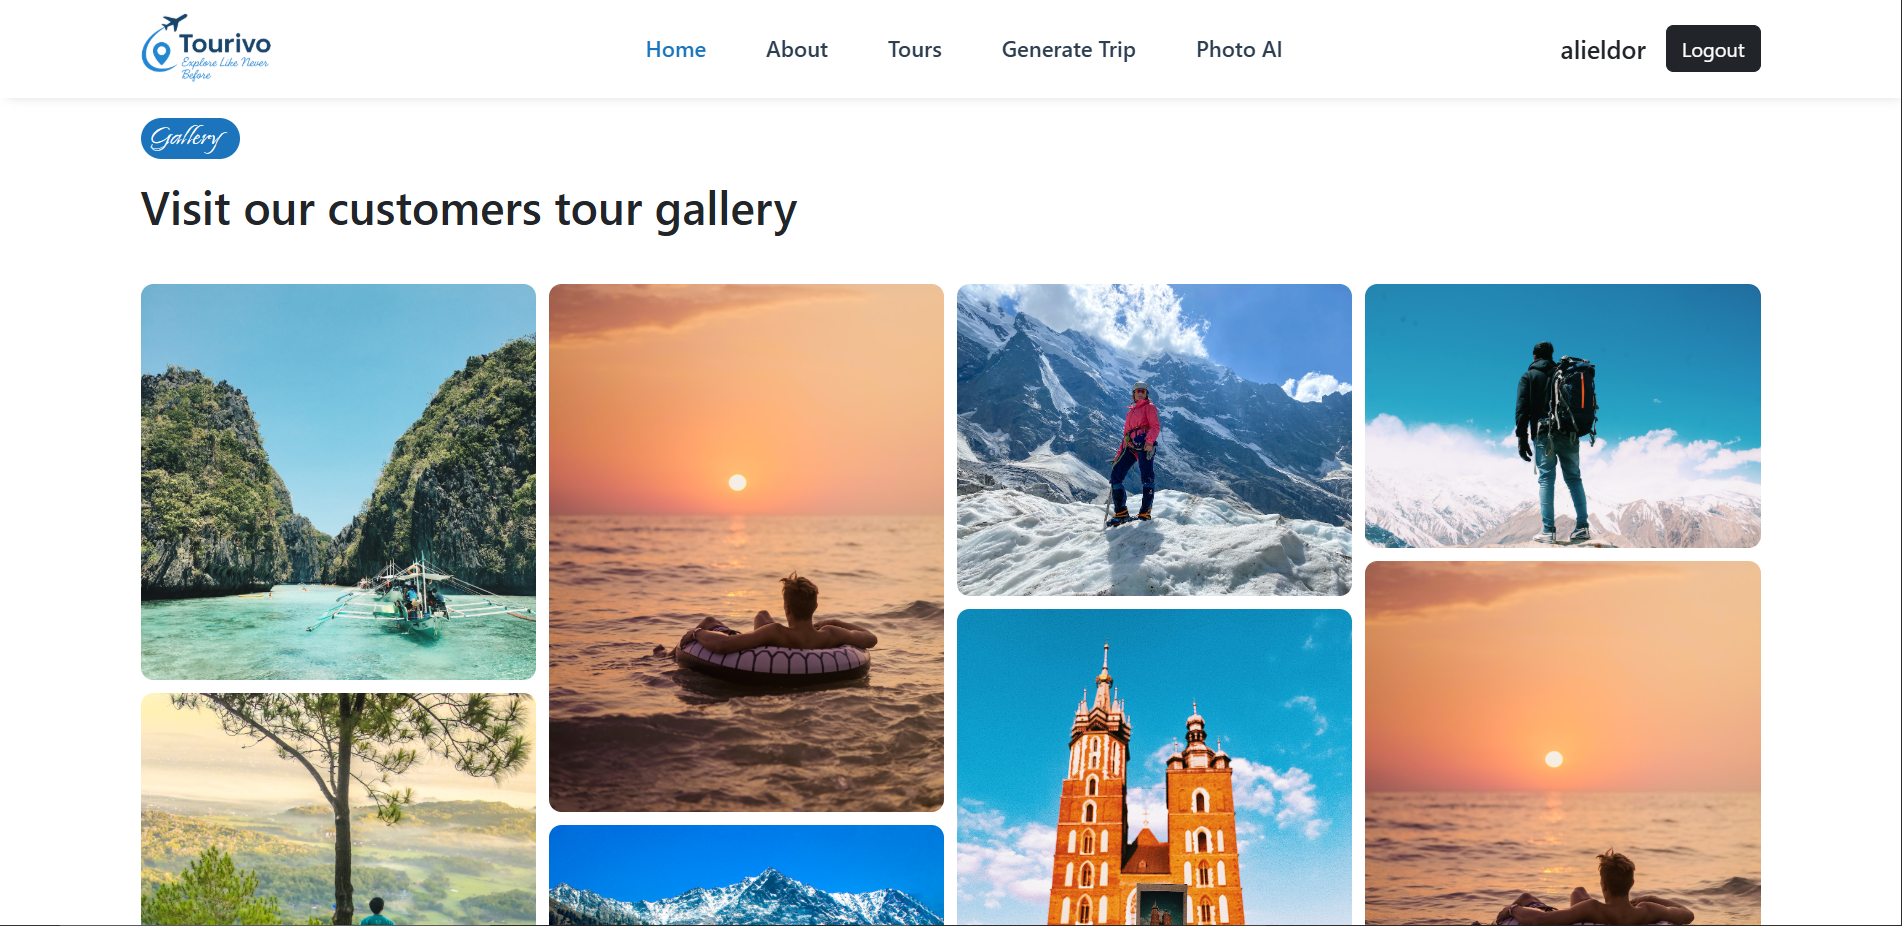 Tourivo
Explore Like Never
Before
Home
About
Tours
Generate Trip
Photo AI
alieldor
Logout
Gallery
Visit our customers tour gallery